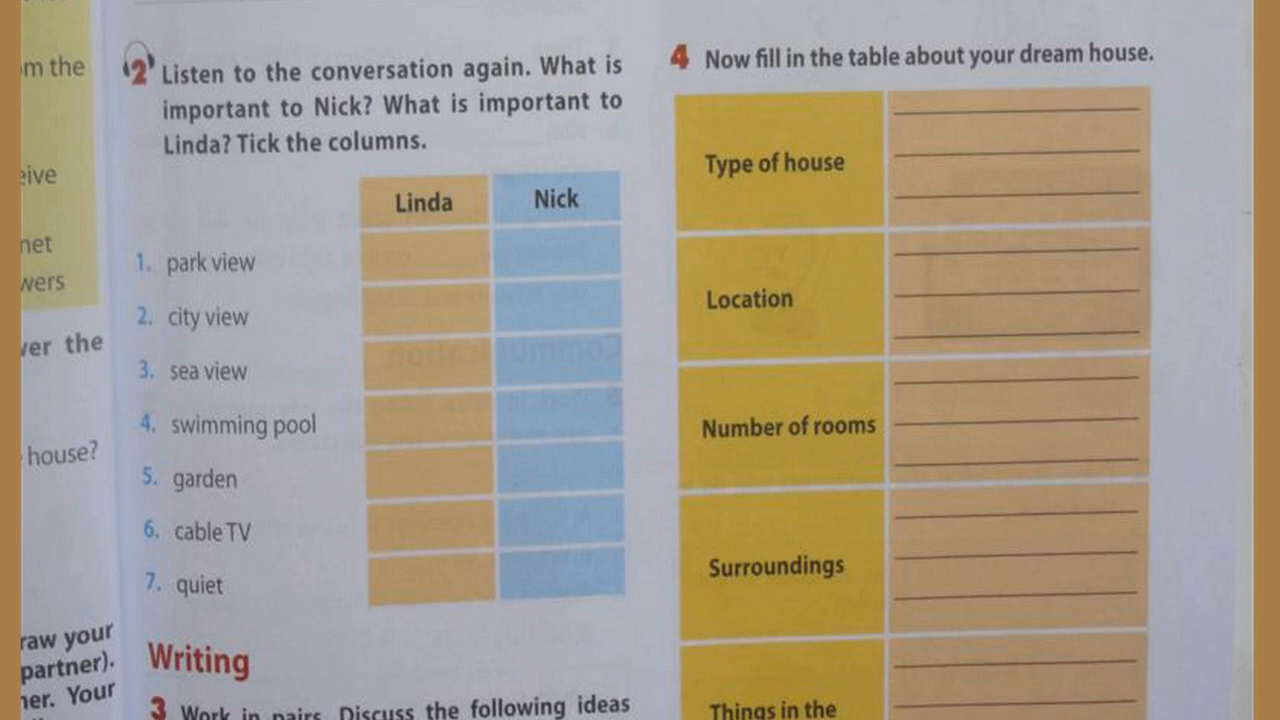 m the
eive
net
wers
ver the
house?
raw your
partner).
ner. Your
2 Listen to the conversation again. What is
important to Nick? What is important to
Linda? Tick the columns.
Linda Nick
1. park view
2. city view
3. sea view
4. swimming pool
5. garden
6. cable TV
7. quiet
Writing
3 Work in pairs. Discuss the following ideas
4 Now fill in the table about your dream house.
Type of house
Location
Number of rooms
Surroundings
Things in the